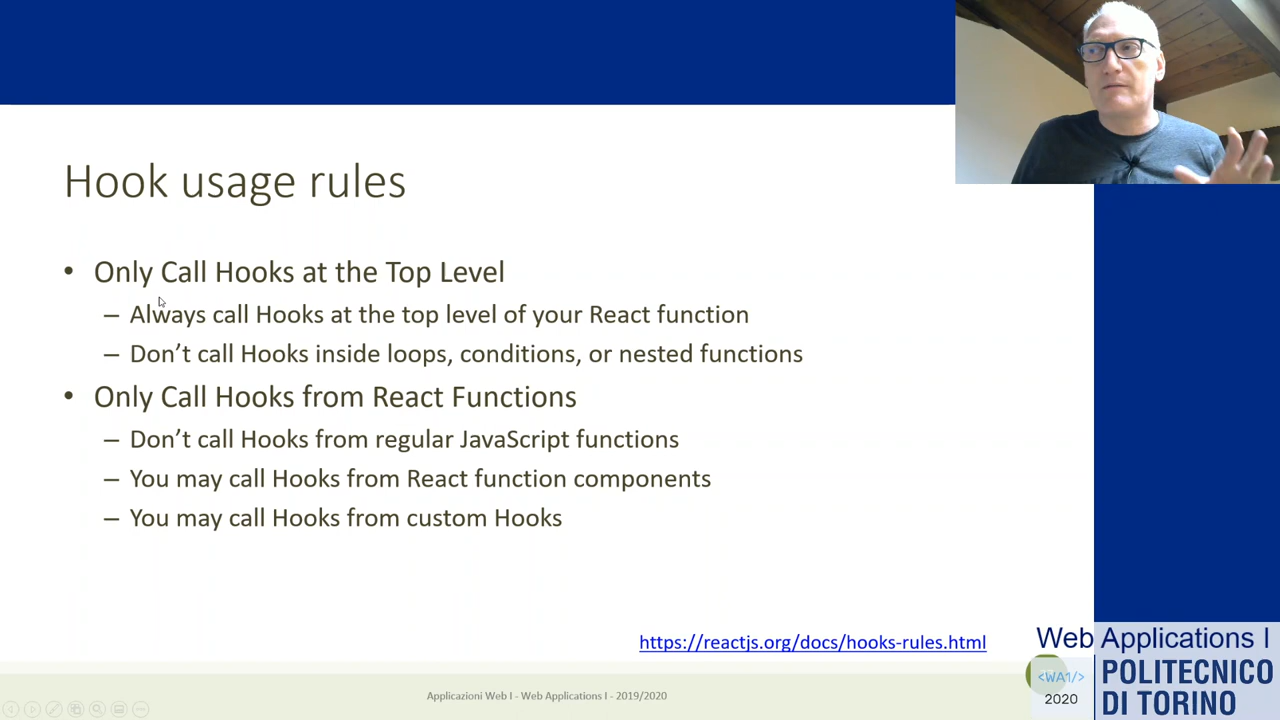 Hook usage rules
• Only Call Hooks at the Top Level
– Always call Hooks at the top level of your React function
– Don’t call Hooks inside loops, conditions, or nested functions
• Only Call Hooks from React Functions
– Don’t call Hooks from regular JavaScript functions
– You may call Hooks from React function components
– You may call Hooks from custom Hooks
https://reactjs.org/docs/hooks-rules.html
Applicazioni Web I - Web Applications I - 2019/2020
Web Applications I
<WA1/>
2020
POLITECNICO
DI TORINO